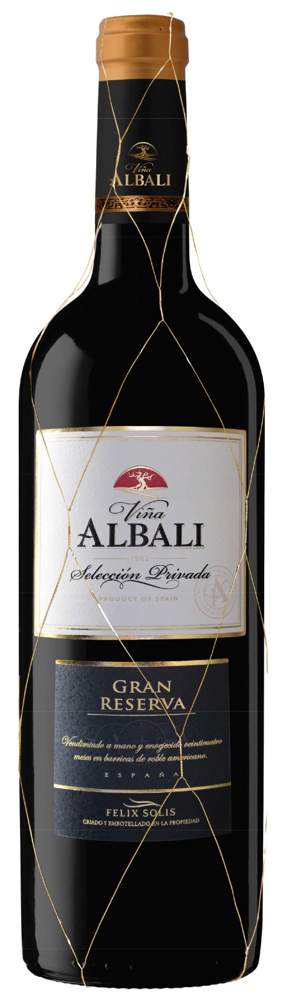 Viña
ALBALI
Viña
ALBALI
1962
Selección Privada
PRODUCT OF SPAIN
GRAN
RESERVA
Vendimiado a mano y envejecido veinticuatro
meses en barricas de roble americano.
ESPAÑA
FELIX SOLIS
CRIADO Y EMBOTELLADO EN LA PROPIEDAD